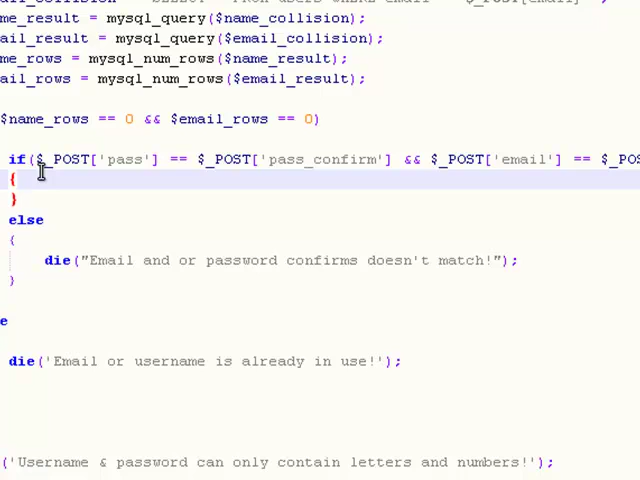 me_result = mysql_query($name_collision);
ail_result = mysql_query($email_collision);
me_rows = mysql_num_rows($name_result);
ail_rows = mysql_num_rows($email_result);
$name_rows == 0 && $email_rows == 0)
if($_POST['pass'] == $_POST['pass_confirm'] && $_POST['email'] == $_POS
{
}
else
{
die("Email and or password confirms doesn't match!");
}
e
die('Email or username is already in use!');
('Username & password can only contain letters and numbers!');